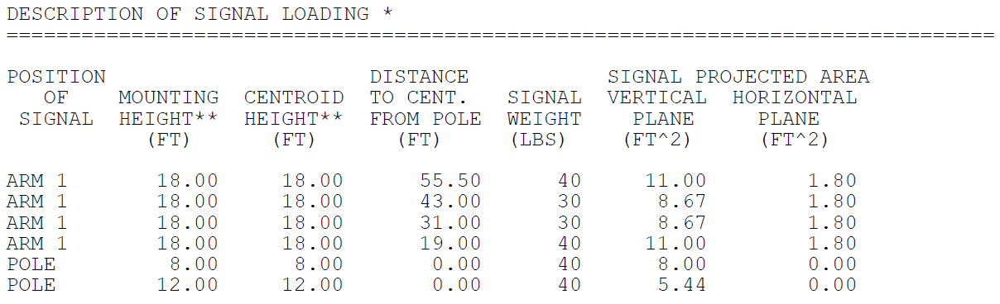 DESCRIPTION OF SIGNAL LOADING *
===============================================================================
POSITION DISTANCE SIGNAL PROJECTED AREA
OF MOUNTING CENTROID TO CENT. SIGNAL VERTICAL HORIZONTAL
SIGNAL HEIGHT** HEIGHT** FROM POLE WEIGHT PLANE PLANE
(FT) (FT) (FT) (LBS) (FT^2) (FT^2)
ARM 1 18.00 18.00 55.50 40 11.00 1.80
ARM 1 18.00 18.00 43.00 30 8.67 1.80
ARM 1 18.00 18.00 31.00 30 8.67 1.80
ARM 1 18.00 18.00 19.00 40 11.00 1.80
POLE 8.00 8.00 0.00 40 8.00 0.00
POLE 12.00 12.00 0.00 40 5.44 0.00